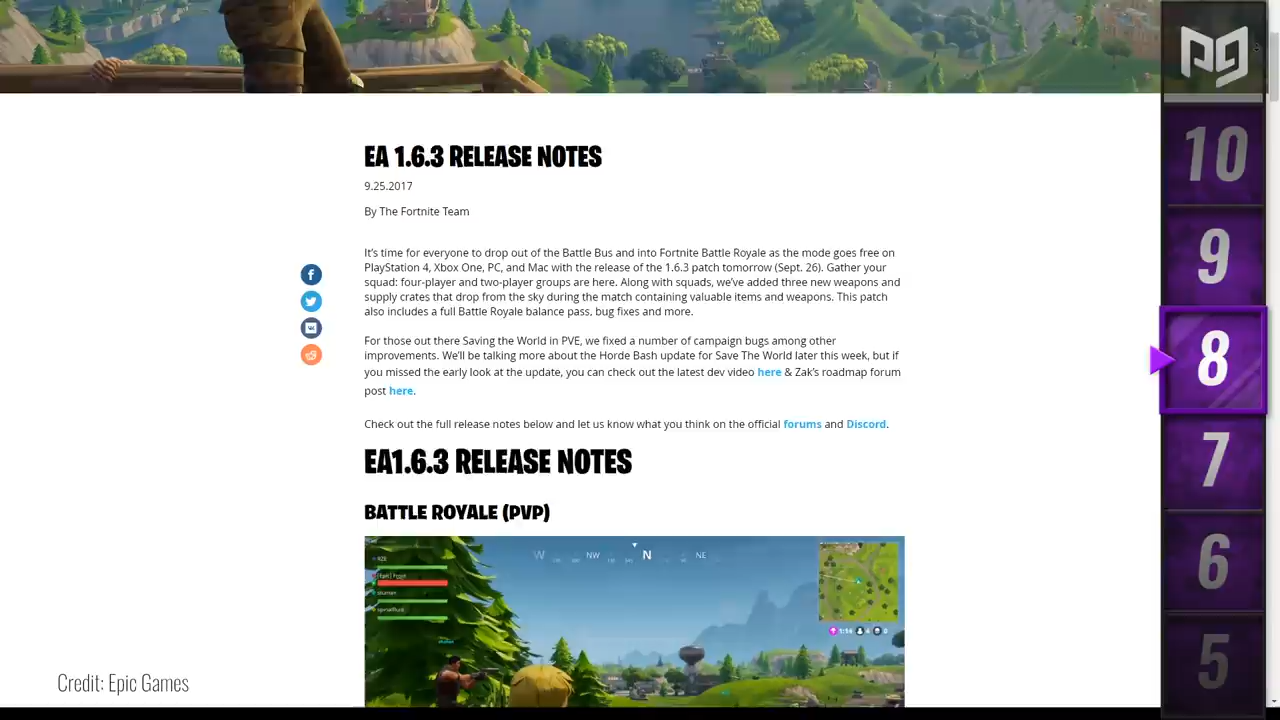 EA 1.6.3 RELEASE NOTES
9.25.2017
By The Fortnite Team
It's time for everyone to drop out of the Battle Bus and into Fortnite Battle Royale as the mode goes free on
PlayStation 4, Xbox One, PC, and Mac with the release of the 1.6.3 patch tomorrow (Sept. 26). Gather your
squad: four-player and two-player groups are here. Along with squads, we've added three new weapons and
supply crates that drop from the sky during the match containing valuable items and weapons. This patch
also includes a full Battle Royale balance pass, bug fixes and more.
For those out there Saving the World in PVE, we fixed a number of campaign bugs among other
improvements. We'll be talking more about the Horde Bash update for Save The World later this week, but if
you missed the early look at the update, you can check out the latest dev video here & Zak's roadmap forum
post here.
Check out the full release notes below and let us know what you think on the official forums and Discord.
EA1.6.3 RELEASE NOTES
BATTLE ROYALE (PVP)
W NW N NE
Credit: Epic Games
PG
10
9
8
7
6
5